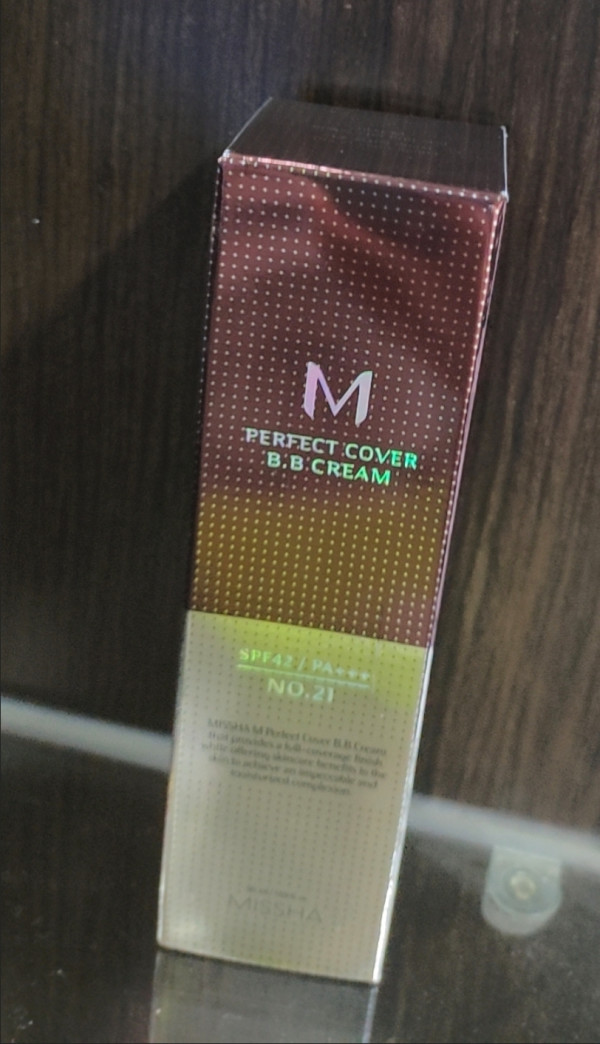 M
PERFECT COVER
B.B CREAM
SPF42 / PA+++
NO.21
MISSHA M Perfect Cover B.B Cream
that provides a full-coverage finish
while offering skincare benefits to the
skin to achieve an impeccable and
moisturized complexion.
MISSHA